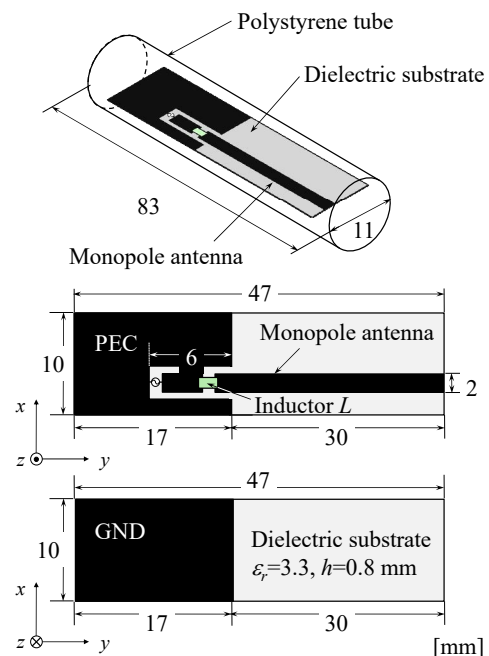 Polystyrene tube
Dielectric substrate
83
11
Monopole antenna
47
10
PEC
6
Monopole antenna
2
Inductor L
x
z y
17
30
47
10
GND
Dielectric substrate
εr=3.3, h=0.8 mm
x
z y
17
30
[mm]